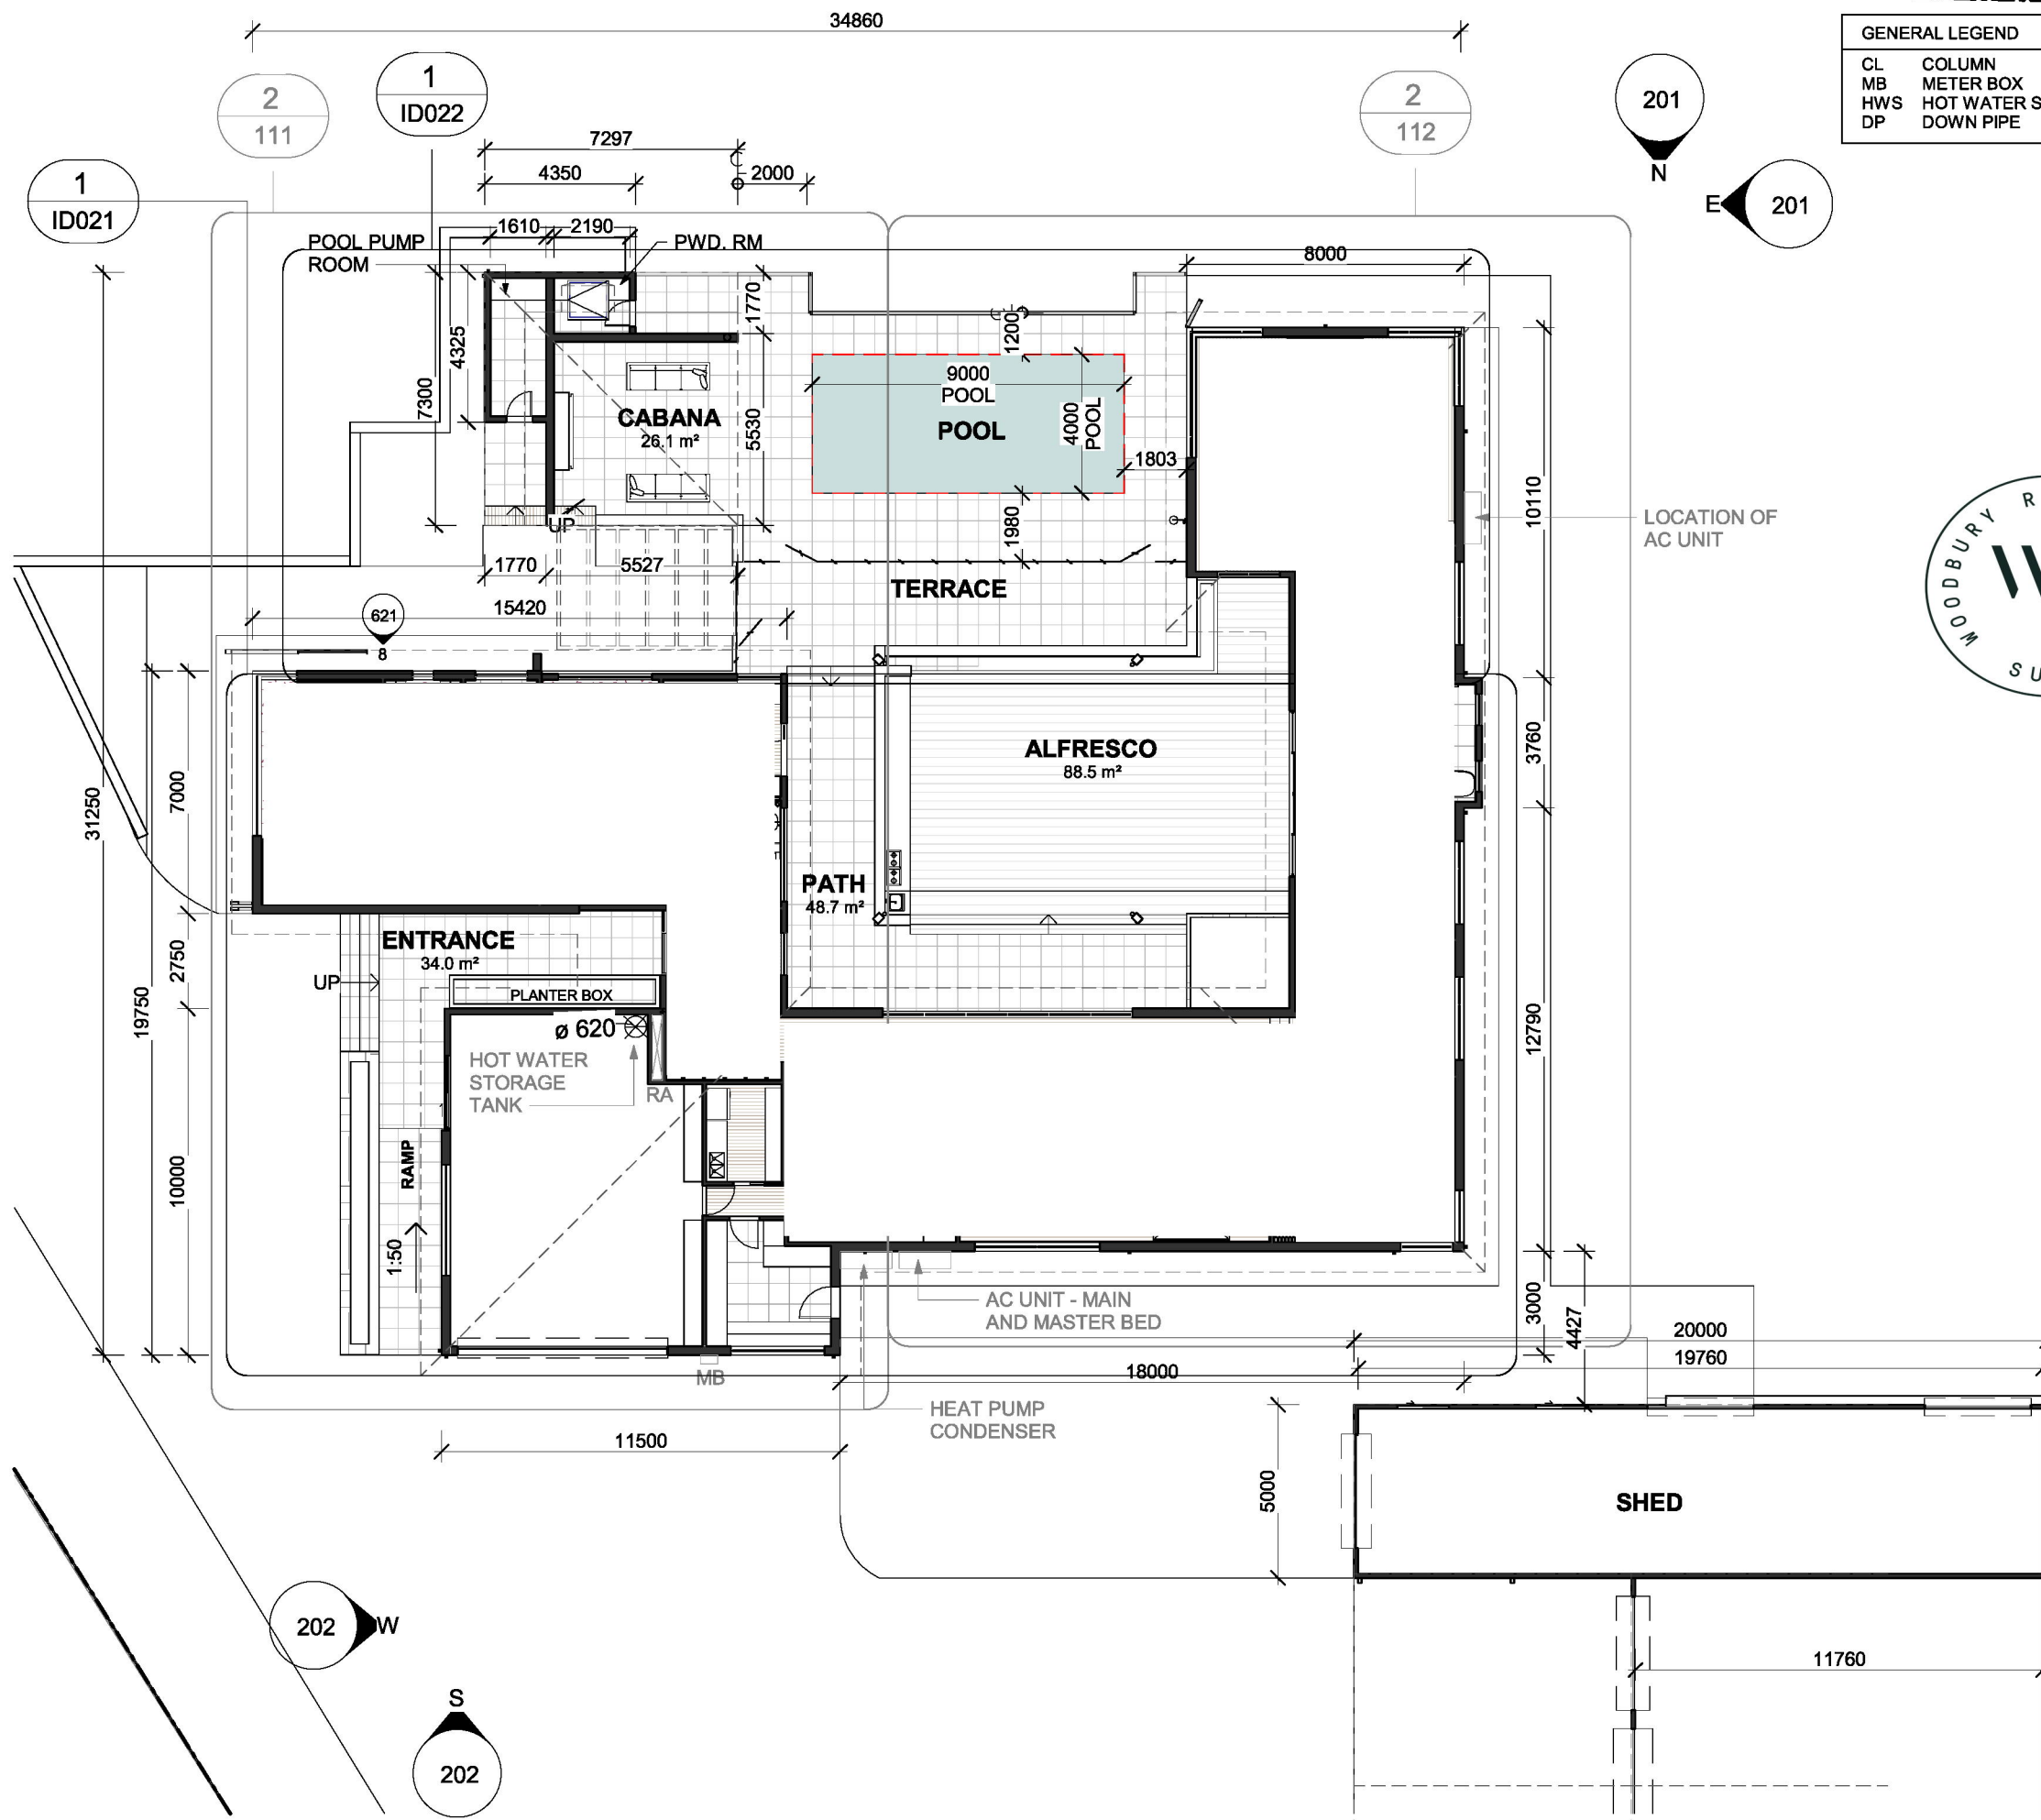 34860
GENERAL LEGEND
CL COLUMN
MB METER BOX
HWS HOT WATER S
DP DOWN PIPE
1
ID022
2
111
2
112
201
N
E
201
1
ID021
7297
4350
2000
1610
2190
PWD. RM
POOL PUMP
ROOM
8000
1770
1200
4325
7300
9000
POOL
4000
POOL
POOL
CABANA
26.1 m²
5530
1803
10110
1980
LOCATION OF
AC UNIT
WOODBURY R
W
SU
UP
1770
5527
TERRACE
15420
621
8
31250
7000
3760
ALFRESCO
88.5 m²
PATH
48.7 m²
ENTRANCE
34.0 m²
2750
UP
PLANTER BOX
19750
ø 620
HOT WATER
STORAGE
TANK
RA
12790
RAMP
10000
1:50
AC UNIT - MAIN
AND MASTER BED
3000
4427
20000
19760
MB
18000
HEAT PUMP
CONDENSER
11500
5000
SHED
202
W
11760
S
202